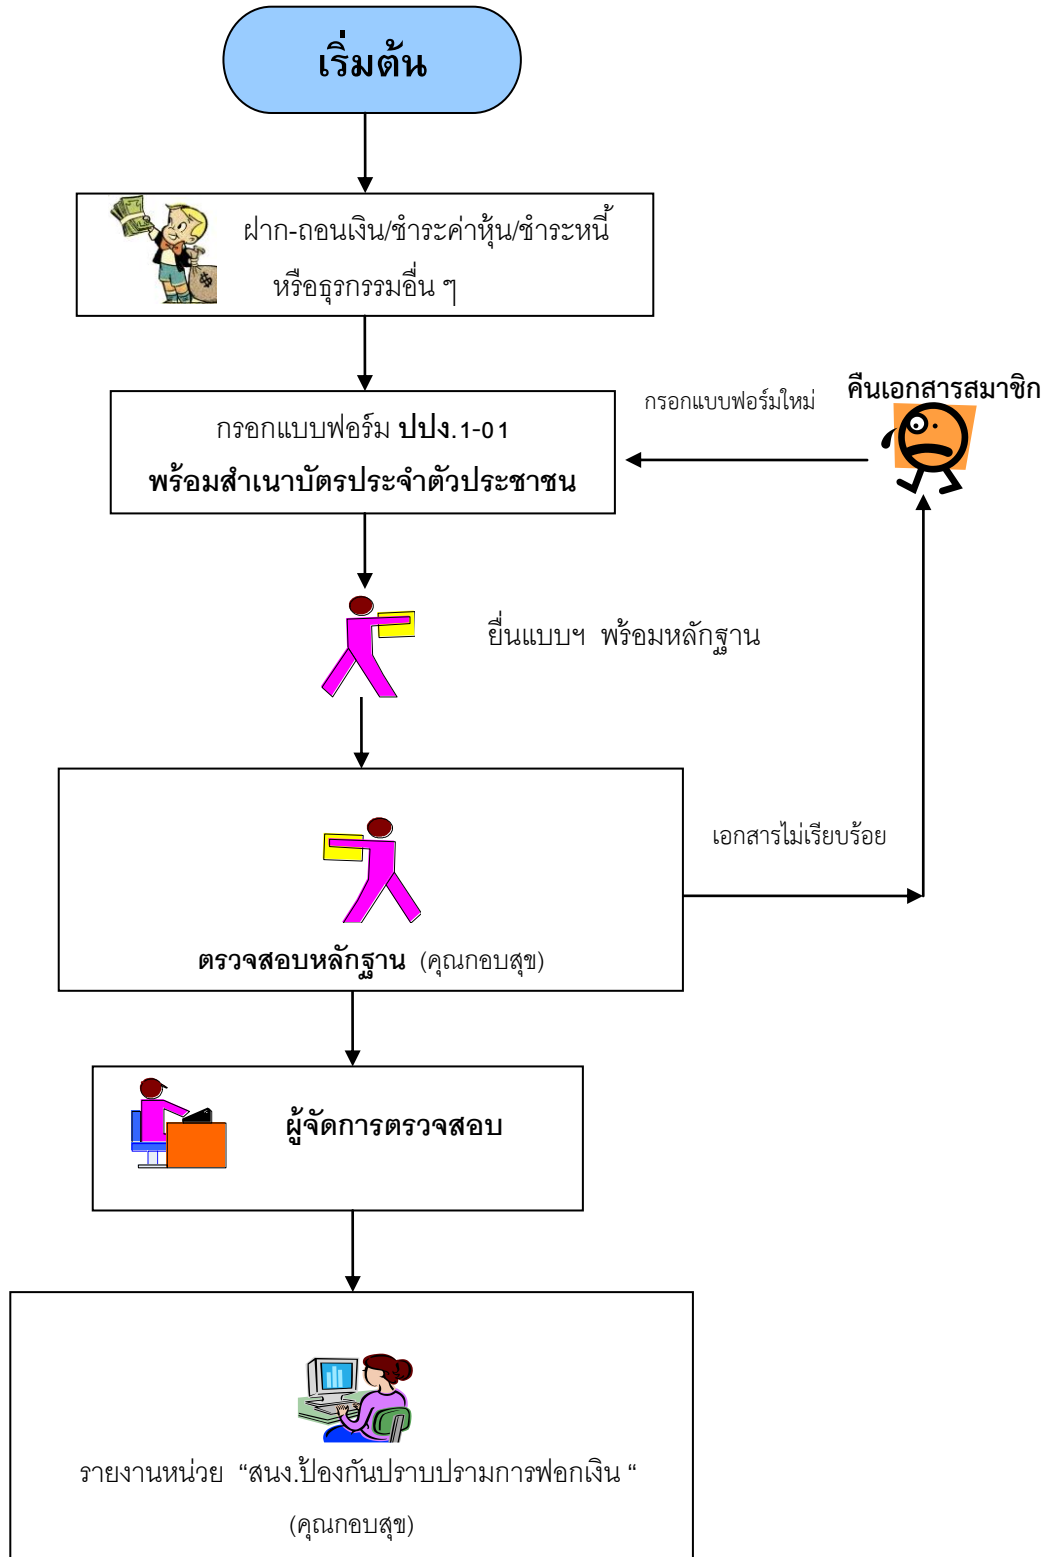 เริ่มต้น
ฝาก-ถอนเงิน/ชำระค่าหุ้น/ชำระหนี้
หรือธุรกรรมอื่น ๆ
คืนเอกสารสมาชิก
กรอกแบบฟอร์มใหม่
กรอกแบบฟอร์ม ปปง.1-01
พร้อมสำเนาบัตรประจำตัวประชาชน
ยื่นแบบฯ พร้อมหลักฐาน
เอกสารไม่เรียบร้อย
ตรวจสอบหลักฐาน (คุณกอบสุข)
ผู้จัดการตรวจสอบ
รายงานหน่วย “สนง.ป้องกันปราบปรามการฟอกเงิน “
(คุณกอบสุข)